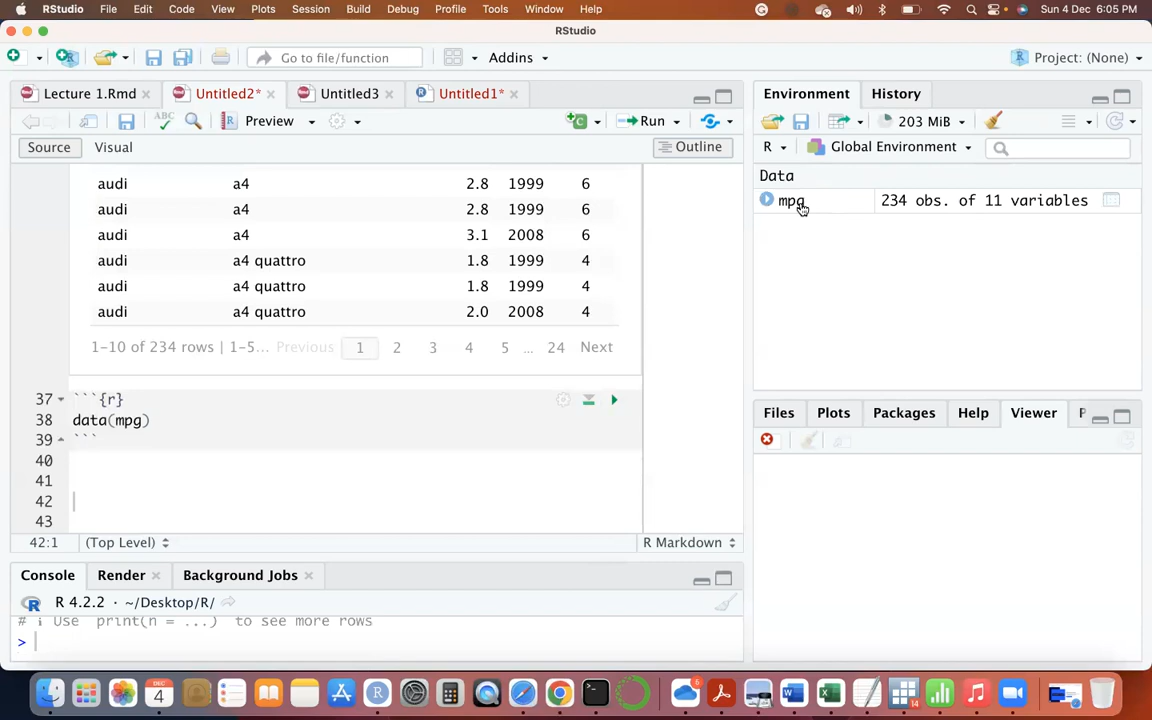 RStudio File Edit Code View Plots Session Build Debug Profile Tools Window Help Sun 4 Dec 6:05 PM
RStudio
Go to file/function Addins Project: (None)
Lecture 1.Rmd Untitled2* Untitled3 Untitled1*
ABC Preview Run
Source Visual Outline
audi a4 2.8 1999 6
audi a4 2.8 1999 6
audi a4 3.1 2008 6
audi a4 quattro 1.8 1999 4
audi a4 quattro 1.8 1999 4
audi a4 quattro 2.0 2008 4
1-10 of 234 rows | 1-5... Previous 1 2 3 4 5 ... 24 Next
37 ```{r}
38 data(mpg)
39 ```
40
41
42
43
42:1 (Top Level) R Markdown
Console Render Background Jobs
R 4.2.2 · ~/Desktop/R/
# ℹ Use `print(n = ...)` to see more rows
>
Environment History
203 MiB
R Global Environment
Data
mpg 234 obs. of 11 variables
Files Plots Packages Help Viewer P
DEC
4
6
14